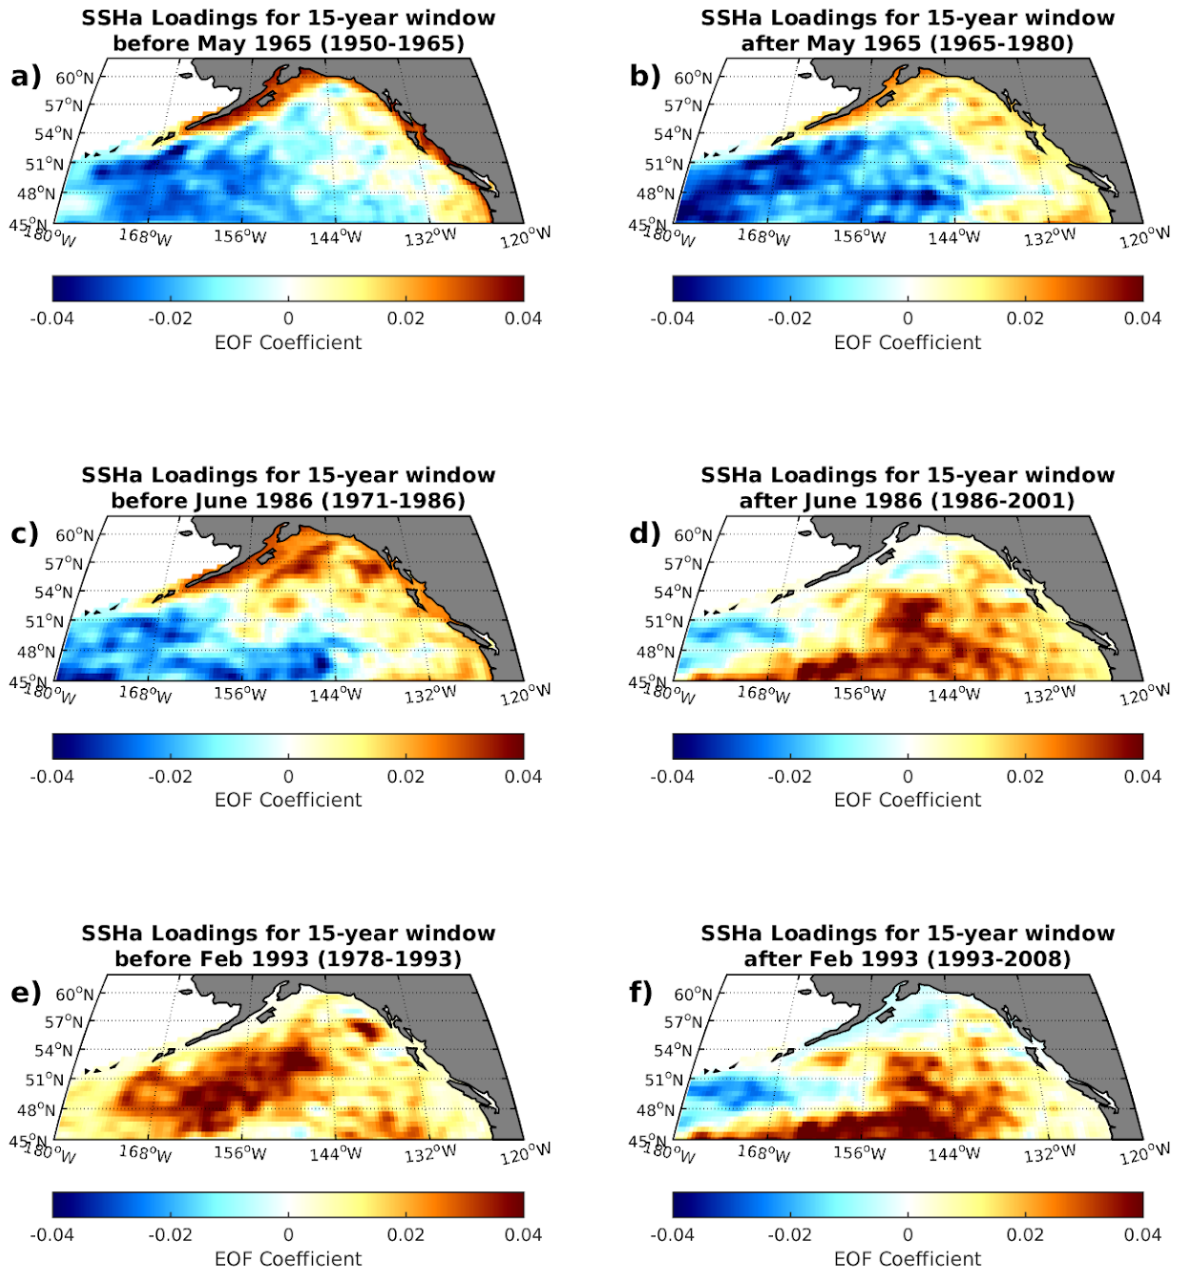 SSHa Loadings for 15-year window
before May 1965 (1950-1965)
a)
60°N
57°N
54°N
51°N
48°N
45°N
180°W
168°W
156°W
144°W
132°W
120°W
-0.04
-0.02
0
0.02
0.04
EOF Coefficient
SSHa Loadings for 15-year window
after May 1965 (1965-1980)
b)
60°N
57°N
54°N
51°N
48°N
45°N
180°W
168°W
156°W
144°W
132°W
120°W
-0.04
-0.02
0
0.02
0.04
EOF Coefficient
SSHa Loadings for 15-year window
before June 1986 (1971-1986)
c)
60°N
57°N
54°N
51°N
48°N
45°N
180°W
168°W
156°W
144°W
132°W
120°W
-0.04
-0.02
0
0.02
0.04
EOF Coefficient
SSHa Loadings for 15-year window
after June 1986 (1986-2001)
d)
60°N
57°N
54°N
51°N
48°N
45°N
180°W
168°W
156°W
144°W
132°W
120°W
-0.04
-0.02
0
0.02
0.04
EOF Coefficient
SSHa Loadings for 15-year window
before Feb 1993 (1978-1993)
e)
60°N
57°N
54°N
51°N
48°N
45°N
180°W
168°W
156°W
144°W
132°W
120°W
-0.04
-0.02
0
0.02
0.04
EOF Coefficient
SSHa Loadings for 15-year window
after Feb 1993 (1993-2008)
f)
60°N
57°N
54°N
51°N
48°N
45°N
180°W
168°W
156°W
144°W
132°W
120°W
-0.04
-0.02
0
0.02
0.04
EOF Coefficient